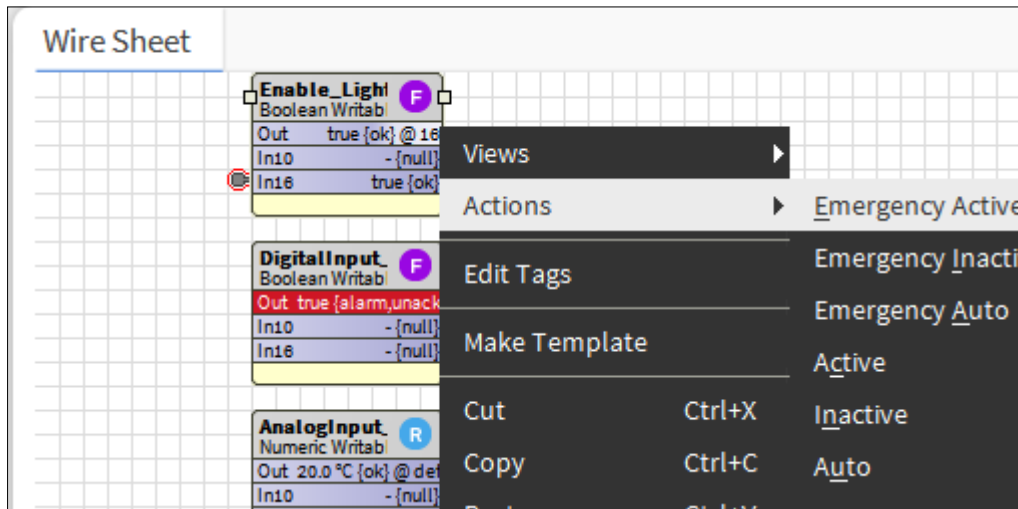 Wire Sheet
Enable_Ligh
F
Boolean Writab
Out true {ok} @ 16
In10 - {null}
In16 true {ok}
DigitalInput_
F
Boolean Writab
Out true {alarm,unack
In10 - {null}
In16 - {null}
AnalogInput_
R
Numeric Writab
Out 20.0 °C {ok} @ def
In10 - {null}
Views
Actions
Edit Tags
Make Template
Cut Ctrl+X
Copy Ctrl+C
Emergency Active
Emergency Inacti
Emergency Auto
Active
Inactive
Auto